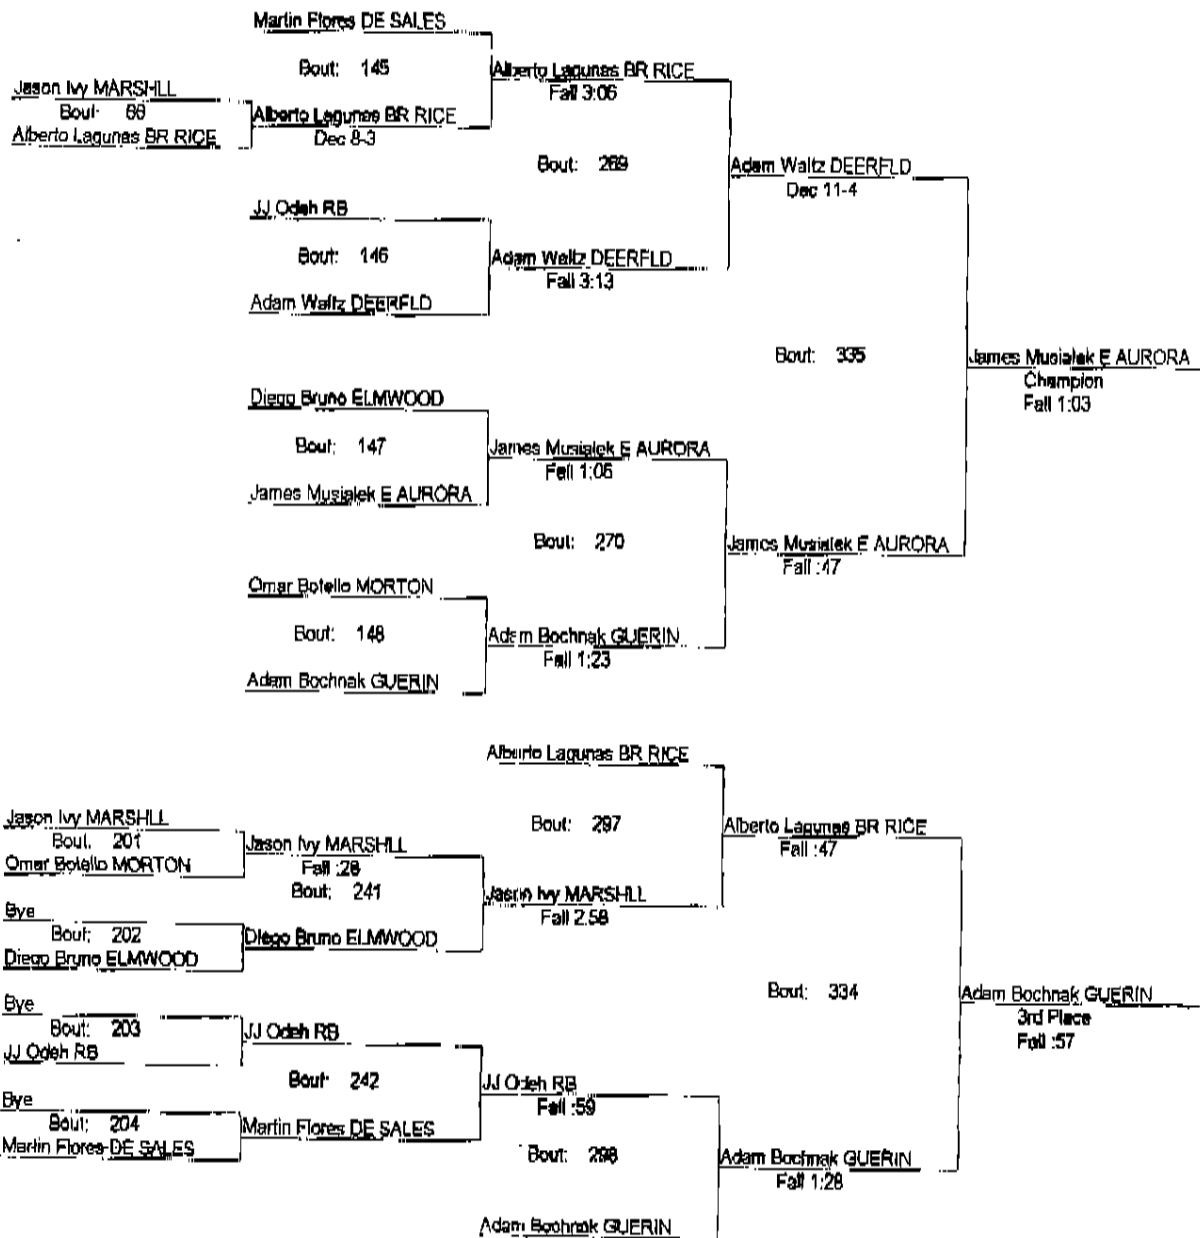 Martin Flores DE SALES
Bout: 145
Alberto Lagunas BR RICE
Fall 3:06
Jason Ivy MARSHLL
Bout: 66
Alberto Lagunas BR RICE
Alberto Lagunas BR RICE
Dec 8-3
Bout: 269
Adam Waltz DEERFLD
Dec 11-4
JJ Odeh RB
Bout: 146
Adam Waltz DEERFLD
Fall 3:13
Adam Waltz DEERFLD
Bout: 335
James Musialek E AURORA
Champion
Fall 1:03
Diego Bruno ELMWOOD
Bout: 147
James Musialek E AURORA
Fall 1:05
James Musialek E AURORA
Bout: 270
James Musialek E AURORA
Fall :47
Omar Botello MORTON
Bout: 148
Adam Bochnak GUERIN
Fall 1:23
Adam Bochnak GUERIN
Alberto Lagunas BR RICE
Bout: 297
Alberto Lagunas BR RICE
Fall :47
Jason Ivy MARSHLL
Bout. 201
Omar Botello MORTON
Jason Ivy MARSHLL
Fall :28
Bout: 241
Jason Ivy MARSHLL
Fall 2.58
Bye
Bout: 202
Diego Bruno ELMWOOD
Diego Bruno ELMWOOD
Bout: 334
Adam Bochnak GUERIN
3rd Place
Fall :57
Bye
Bout: 203
JJ Odeh RB
JJ Odeh RB
Bout: 242
JJ Odeh RB
Fall :59
Bye
Bout: 204
Martin Flores DE SALES
Martin Flores DE SALES
Bout: 298
Adam Bochnak GUERIN
Fall 1:28
Adam Bochnak GUERIN